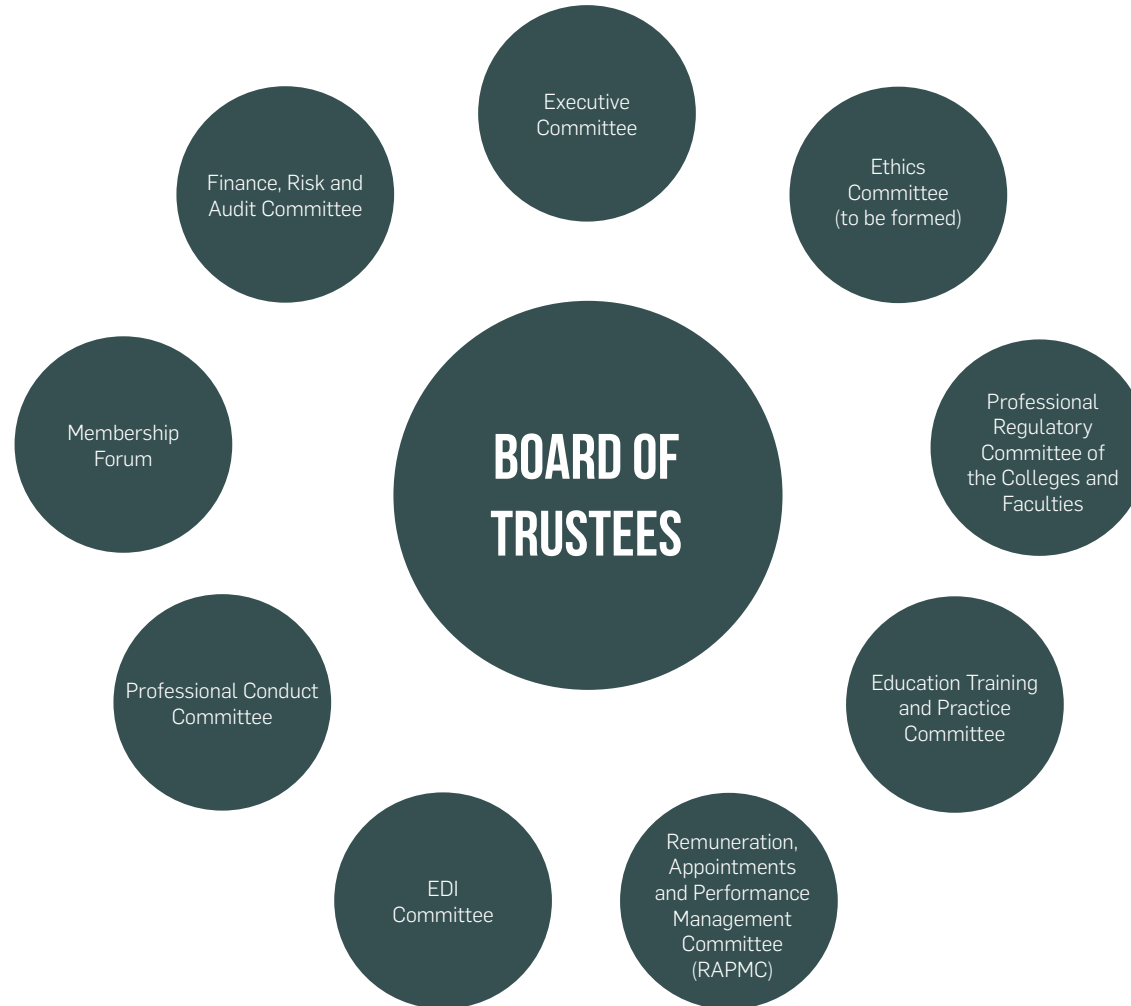 Executive
Committee
Finance, Risk and
Audit Committee
Ethics
Committee
(to be formed)
Membership
Forum
BOARD OF
TRUSTEES
Professional
Regulatory
Committee of
the Colleges and
Faculties
Professional Conduct
Committee
Education Training
and Practice
Committee
EDI
Committee
Remuneration,
Appointments
and Performance
Management
Committee
(RAPMC)